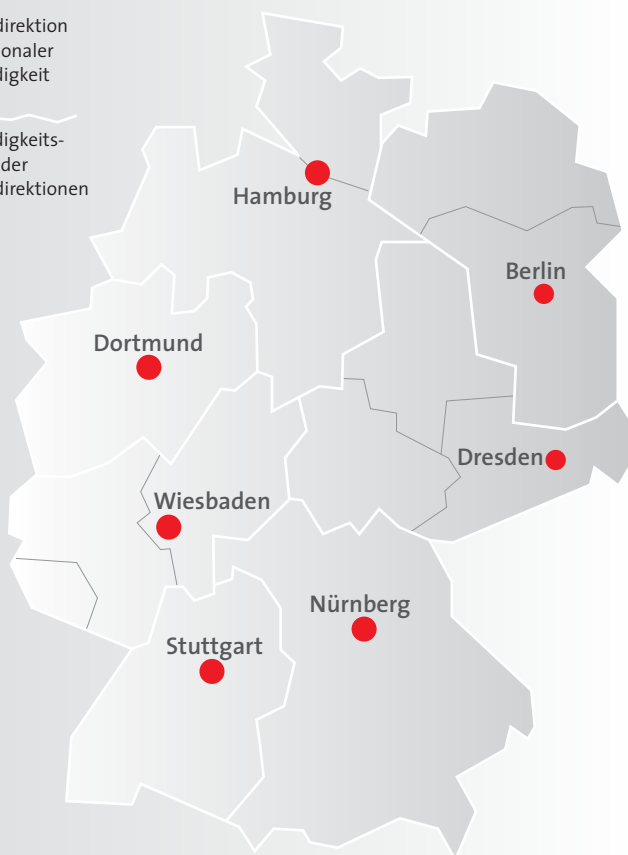 direktion
onaler
digkeit
digkeits-
der
direktionen
Hamburg
Berlin
Dortmund
Dresden
Wiesbaden
Nürnberg
Stuttgart